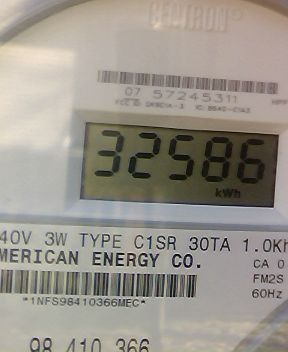 CENTRON®
07 57245311
32586
kWh
40V 3W TYPE C1SR 30TA 1.0Kh
MERICAN ENERGY CO.
CA 0
FM2S
60Hz
*1NFS98410366MEC*
98 410 366